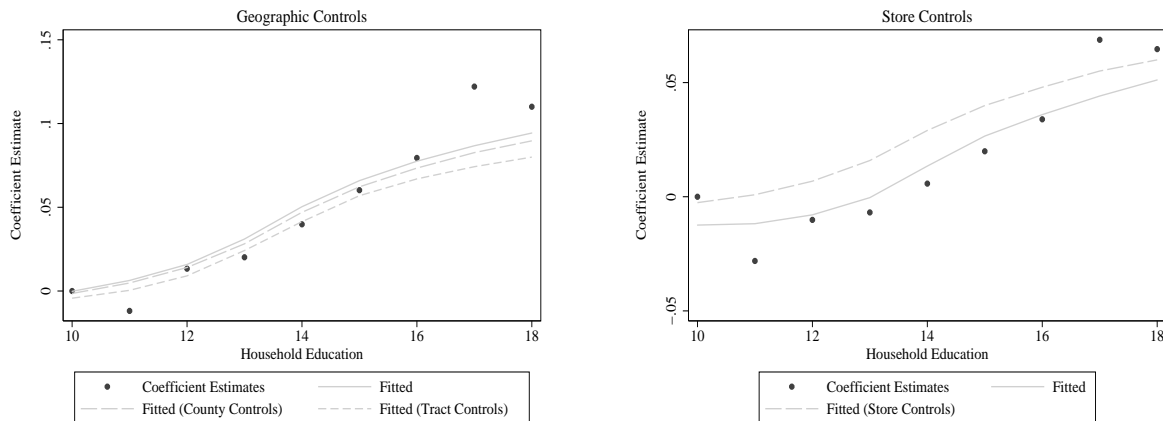 Geographic Controls
.15
.1
.05
0
Coefficient Estimate
10 12 14 16 18
Household Education
Coefficient Estimates Fitted
Fitted (County Controls) Fitted (Tract Controls)
Store Controls
.05
0
-.05
Coefficient Estimate
10 12 14 16 18
Household Education
Coefficient Estimates Fitted
Fitted (Store Controls)